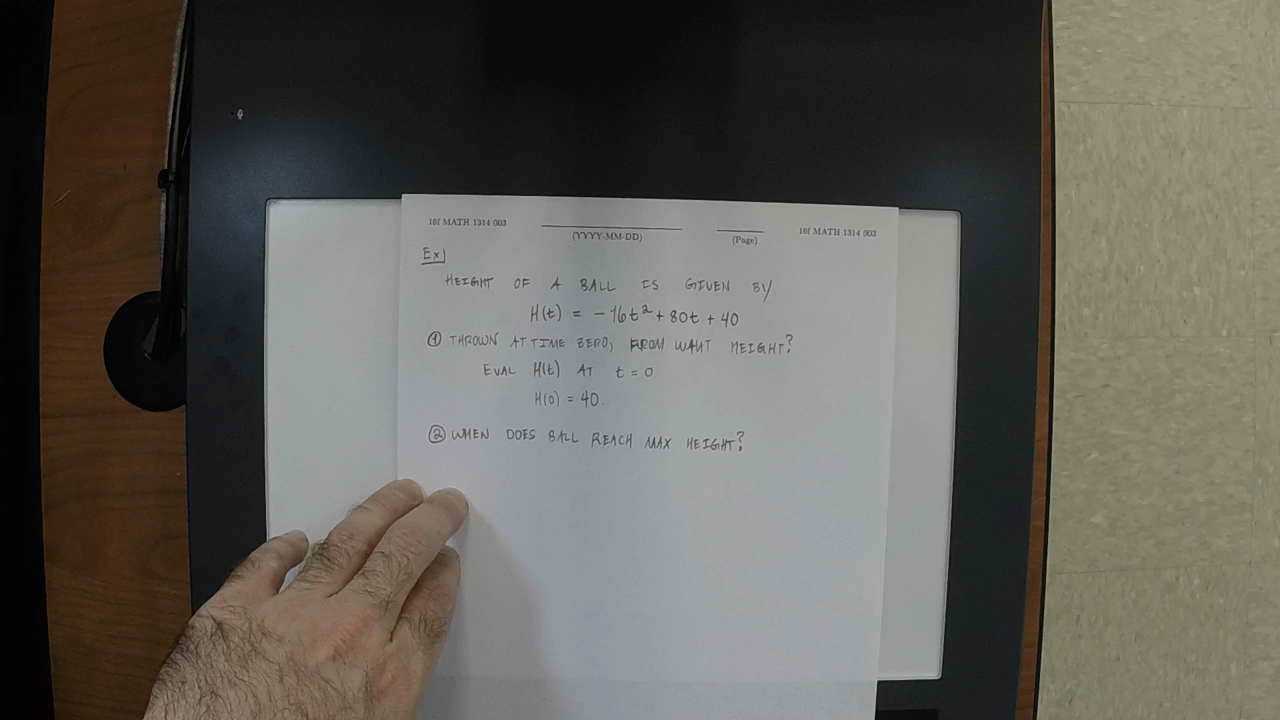 16f MATH 1314 003
(YYYY-MM-DD)
(Page)
16f MATH 1314 003
Ex]
HEIGHT OF A BALL IS GIVEN BY
H(t) = -16t² + 80t + 40
① THROWN AT TIME ZERO, FROM WAHT HEIGHT?
EVAL H(t) AT t = 0
H(0) = 40.
② WHEN DOES BALL REACH MAX HEIGHT?